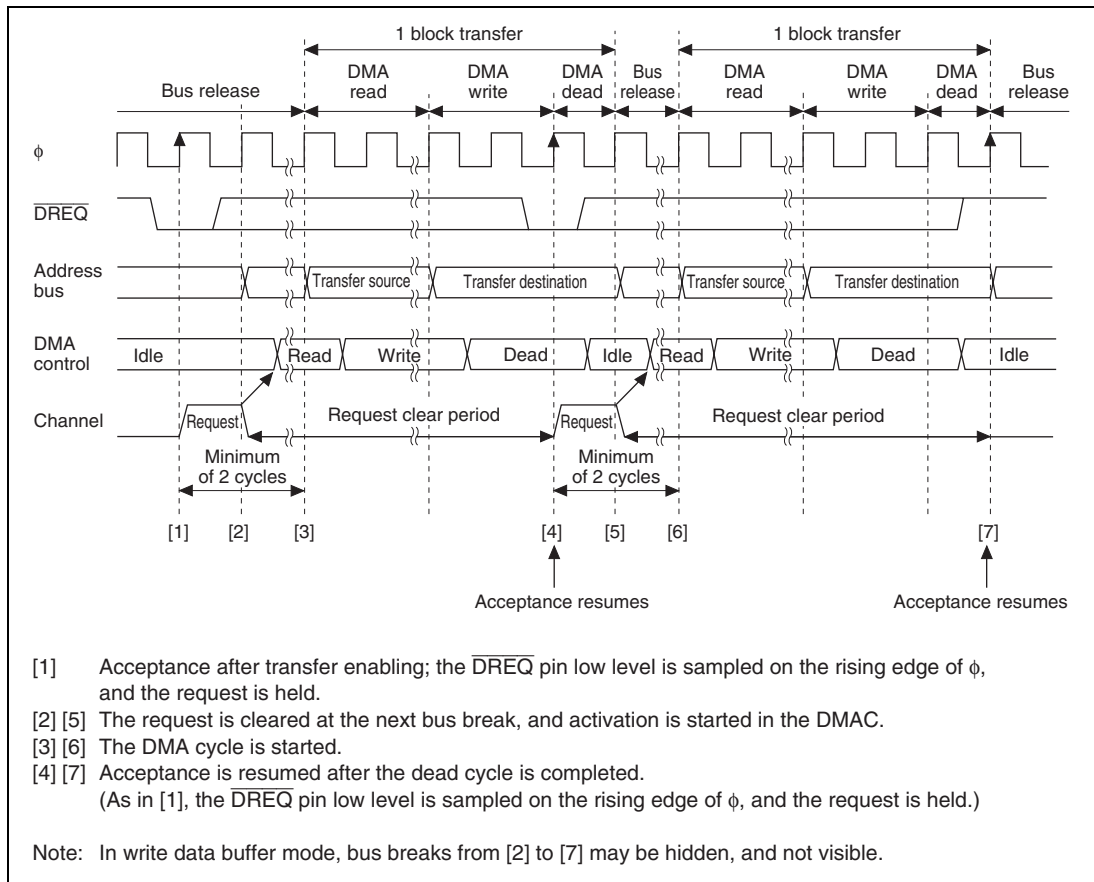 1 block transfer 1 block transfer
Bus release DMA read DMA write DMA dead Bus release DMA read DMA write DMA dead Bus release
φ
DREQ
Address bus Transfer source Transfer destination Transfer source Transfer destination
DMA control Idle Read Write Dead Idle Read Write Dead Idle
Channel Request Request clear period Request Request clear period
Minimum of 2 cycles Minimum of 2 cycles
[1] [2] [3] [4] [5] [6] [7]
Acceptance resumes Acceptance resumes
[1] Acceptance after transfer enabling; the DREQ pin low level is sampled on the rising edge of φ,
and the request is held.
[2] [5] The request is cleared at the next bus break, and activation is started in the DMAC.
[3] [6] The DMA cycle is started.
[4] [7] Acceptance is resumed after the dead cycle is completed.
(As in [1], the DREQ pin low level is sampled on the rising edge of φ, and the request is held.)
Note: In write data buffer mode, bus breaks from [2] to [7] may be hidden, and not visible.